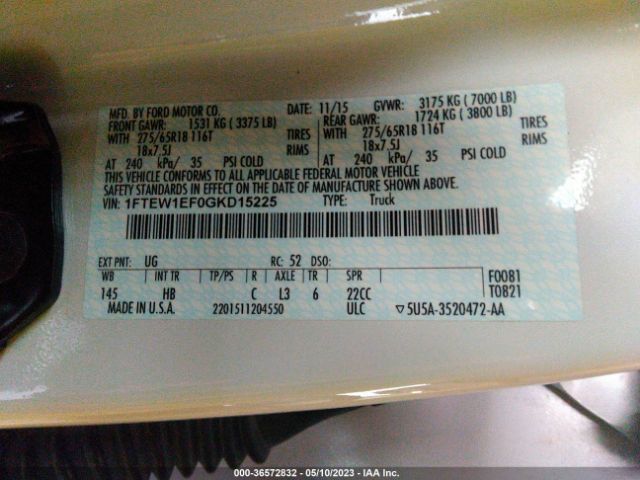 MFD. BY FORD MOTOR CO. DATE: 11/15 GVWR: 3175 KG ( 7000 LB)
FRONT GAWR: 1531 KG ( 3375 LB) REAR GAWR: 1724 KG ( 3800 LB)
WITH 275/65R18 116T TIRES WITH 275/65R18 116T TIRES
18x7.5J RIMS 18x7.5J RIMS
AT 240 kPa/ 35 PSI COLD AT 240 kPa/ 35 PSI COLD
THIS VEHICLE CONFORMS TO ALL APPLICABLE FEDERAL MOTOR VEHICLE
SAFETY STANDARDS IN EFFECT ON THE DATE OF MANUFACTURE SHOWN ABOVE.
VIN: 1FTEW1EF0GKD15225 TYPE: Truck
EXT PNT: UG RC: 52 DSO:
WB INT TR TP/PS R AXLE TR SPR F0081
145 HB C L3 6 22CC T0821
MADE IN U.S.A. 2201511204550 ULC ▽5U5A-3520472-AA
000-36572832 - 05/10/2023 - IAA Inc.